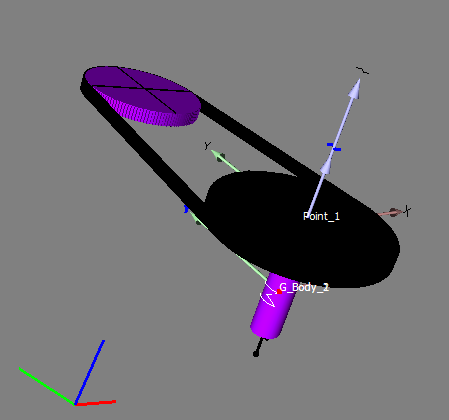 Y
X
Point_1
G_Body_2